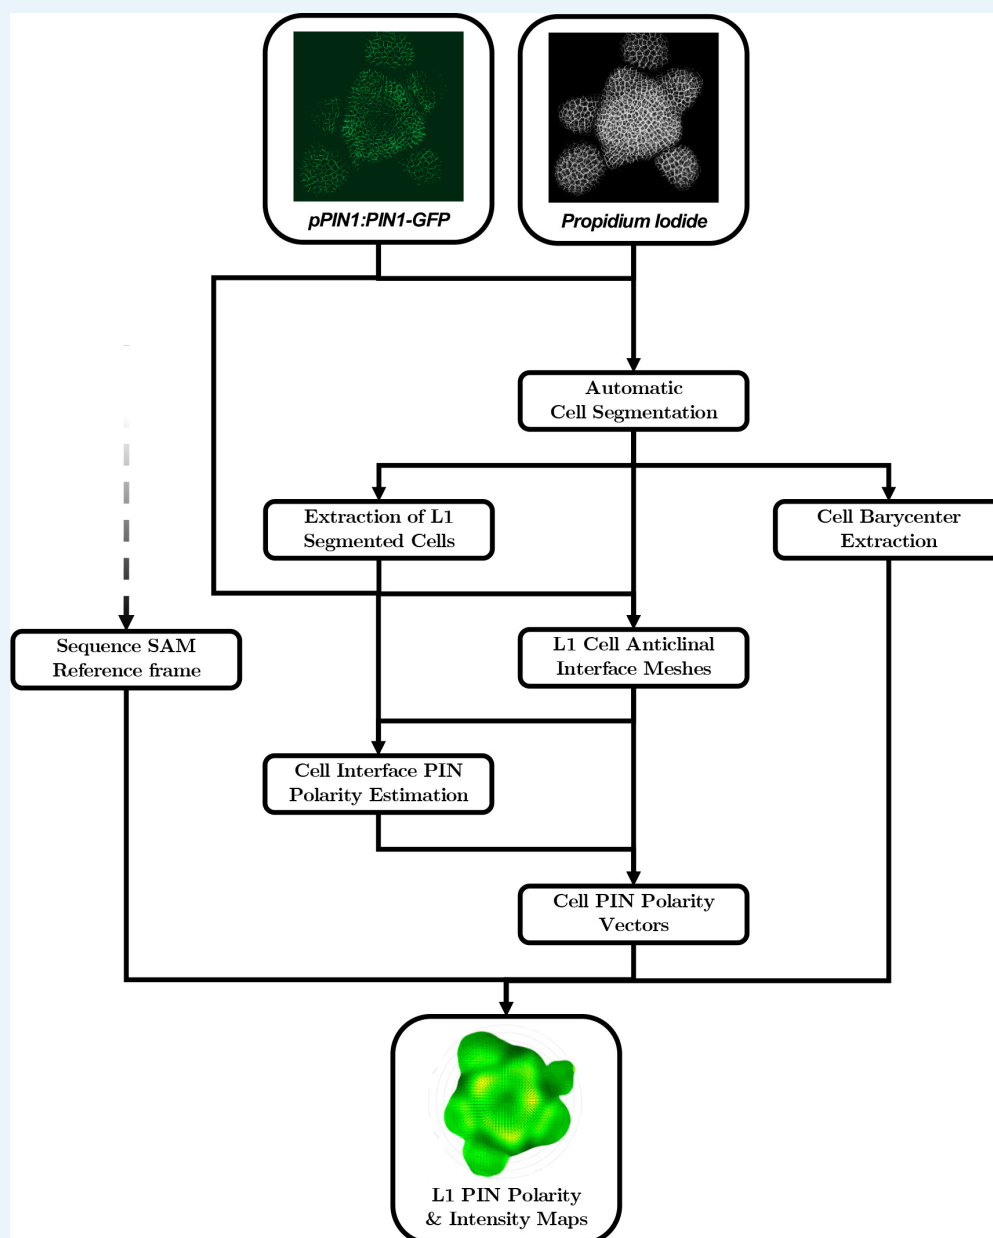 pPIN1:PIN1-GFP
Propidium Iodide
Automatic
Cell Segmentation
Extraction of L1
Segmented Cells
Cell Barycenter
Extraction
Sequence SAM
Reference frame
L1 Cell Anticlinal
Interface Meshes
Cell Interface PIN
Polarity Estimation
Cell PIN Polarity
Vectors
L1 PIN Polarity
& Intensity Maps